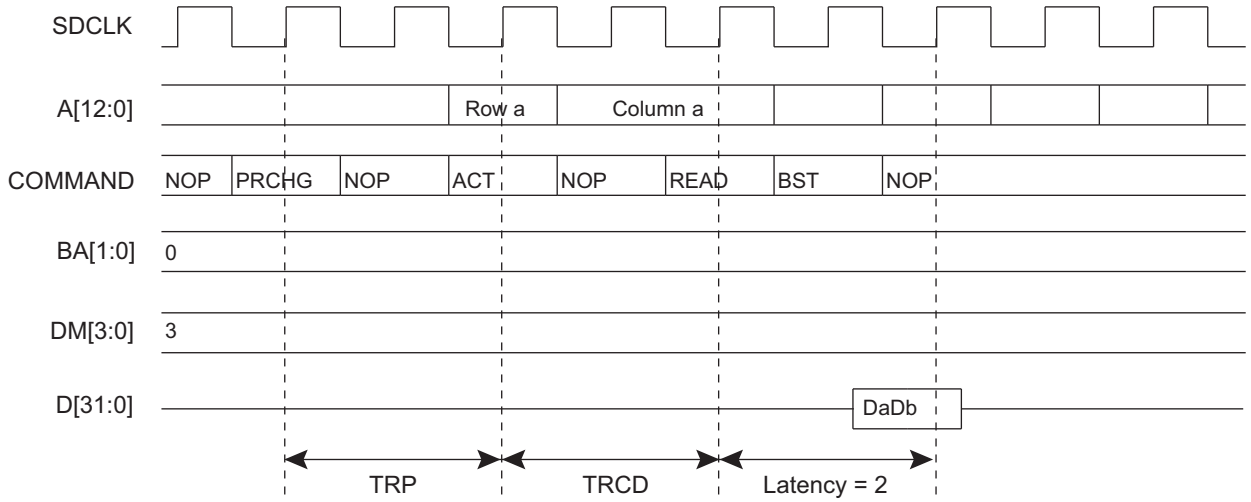 SDCLK
A[12:0] Row a Column a
COMMAND NOP PRCHG NOP ACT NOP READ BST NOP
BA[1:0] 0
DM[3:0] 3
D[31:0] DaDb
TRP TRCD Latency = 2